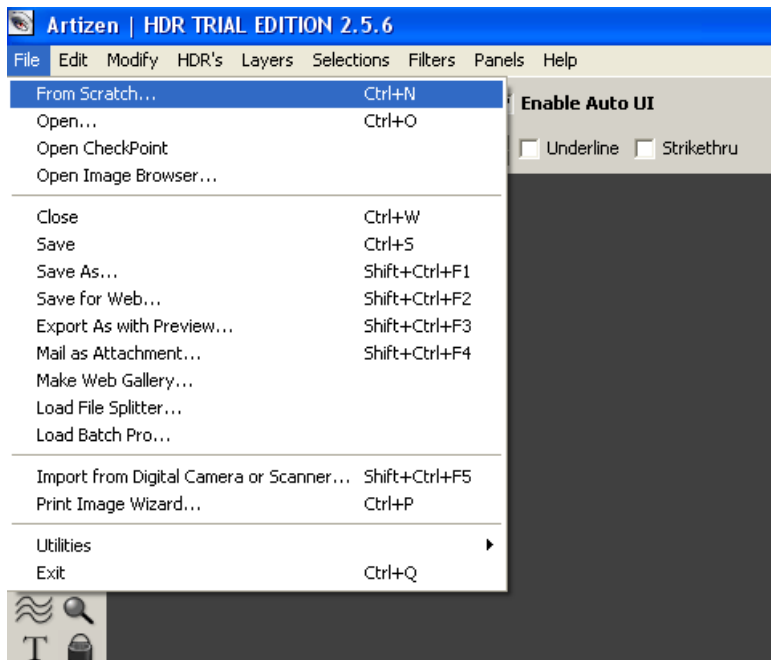 Artizen | HDR TRIAL EDITION 2.5.6
File Edit Modify HDR's Layers Selections Filters Panels Help
From Scratch... Ctrl+N
Enable Auto UI
Open... Ctrl+O
Open CheckPoint
Underline Strikethru
Open Image Browser...
Close Ctrl+W
Save Ctrl+S
Save As... Shift+Ctrl+F1
Save for Web... Shift+Ctrl+F2
Export As with Preview... Shift+Ctrl+F3
Mail as Attachment... Shift+Ctrl+F4
Make Web Gallery...
Load File Splitter...
Load Batch Pro...
Import from Digital Camera or Scanner... Shift+Ctrl+F5
Print Image Wizard... Ctrl+P
Utilities
Exit Ctrl+Q
T